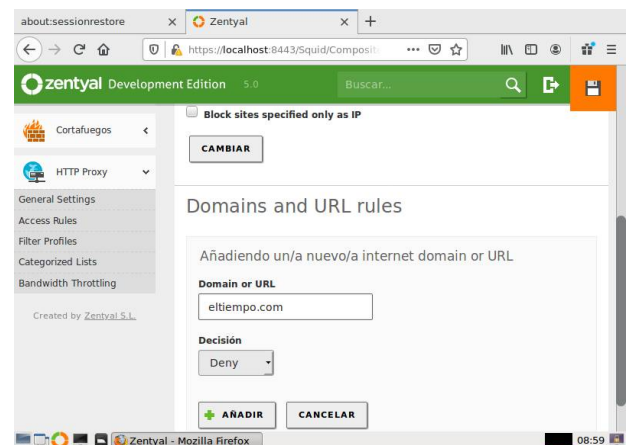 about:sessionrestore
Zentyal
https://localhost:8443/Squid/Composit
zentyal Development Edition 5.0
Buscar...
Cortafuegos
HTTP Proxy
General Settings
Access Rules
Filter Profiles
Categorized Lists
Bandwidth Throttling
Created by Zentyal S.L.
Block sites specified only as IP
CAMBIAR
Domains and URL rules
Añadiendo un/a nuevo/a internet domain or URL
Domain or URL
eltiempo.com
Decisión
Deny
AÑADIR CANCELAR
Zentyal - Mozilla Firefox
08:59